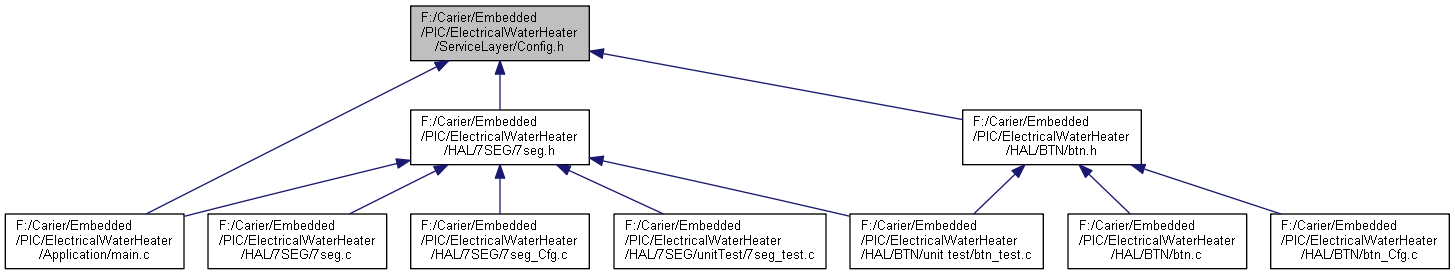 F:/Carier/Embedded
/PIC/ElectricalWaterHeater
/ServiceLayer/Config.h
F:/Carier/Embedded
/PIC/ElectricalWaterHeater
/HAL/7SEG/7seg.h
F:/Carier/Embedded
/PIC/ElectricalWaterHeater
/HAL/BTN/btn.h
F:/Carier/Embedded
/PIC/ElectricalWaterHeater
/Application/main.c
F:/Carier/Embedded
/PIC/ElectricalWaterHeater
/HAL/7SEG/7seg.c
F:/Carier/Embedded
/PIC/ElectricalWaterHeater
/HAL/7SEG/7seg_Cfg.c
F:/Carier/Embedded
/PIC/ElectricalWaterHeater
/HAL/7SEG/unitTest/7seg_test.c
F:/Carier/Embedded
/PIC/ElectricalWaterHeater
/HAL/BTN/unit test/btn_test.c
F:/Carier/Embedded
/PIC/ElectricalWaterHeater
/HAL/BTN/btn.c
F:/Carier/Embedded
/PIC/ElectricalWaterHeater
/HAL/BTN/btn_Cfg.c